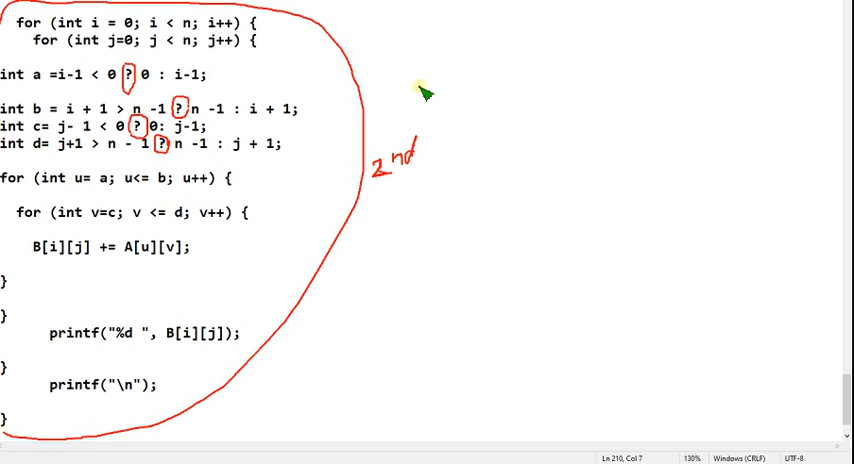 for (int i = 0; i < n; i++) {
for (int j=0; j < n; j++) {
int a =i-1 < 0 ? 0 : i-1;
int b = i + 1 > n -1 ? n -1 : i + 1;
int c= j- 1 < 0 ? 0: j-1;
int d= j+1 > n - 1 ? n -1 : j + 1;
for (int u= a; u<= b; u++) {
for (int v=c; v <= d; v++) {
B[i][j] += A[u][v];
}
}
printf("%d ", B[i][j]);
}
printf("\n");
}
2nd
Ln 210, Col 7 130% Windows (CRLF) UTF-8